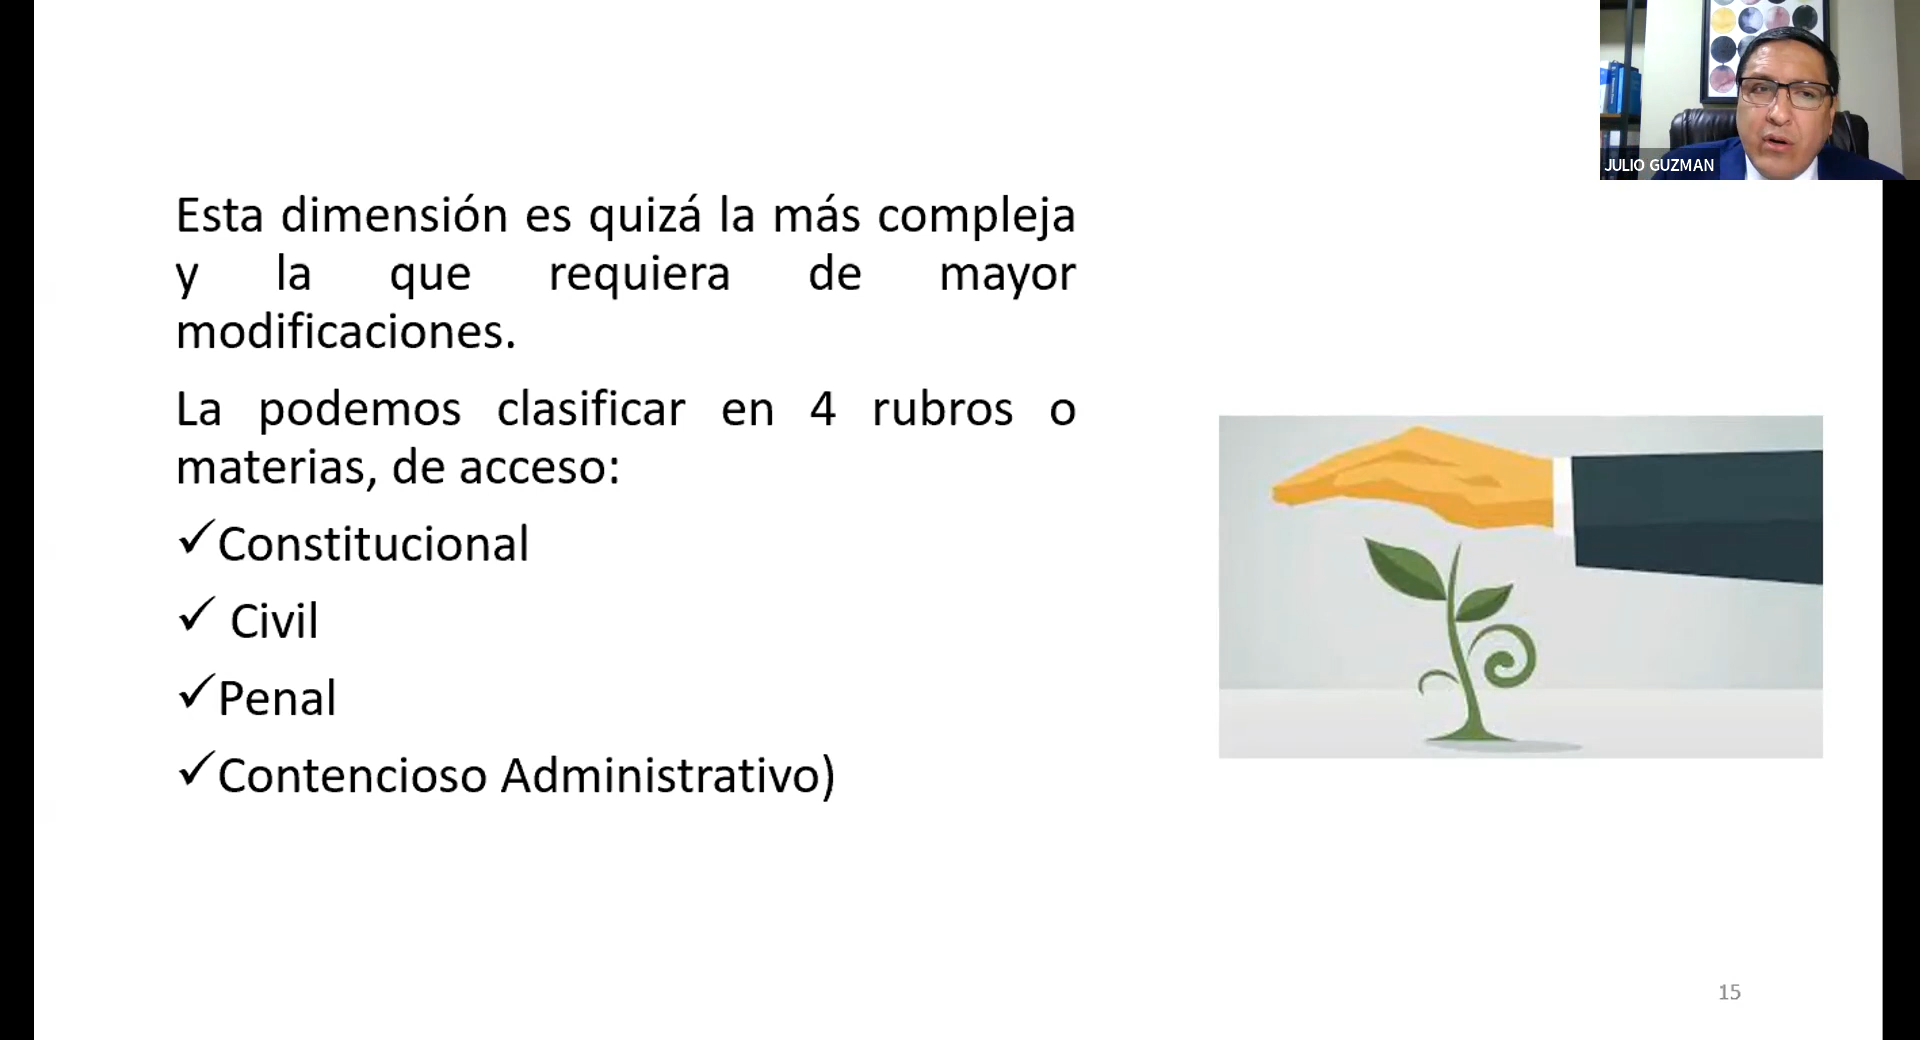 JULIO GUZMAN
Esta dimensión es quizá la más compleja
y la que requiera de mayor
modificaciones.
La podemos clasificar en 4 rubros o
materias, de acceso:
✓Constitucional
✓ Civil
✓Penal
✓Contencioso Administrativo)
15